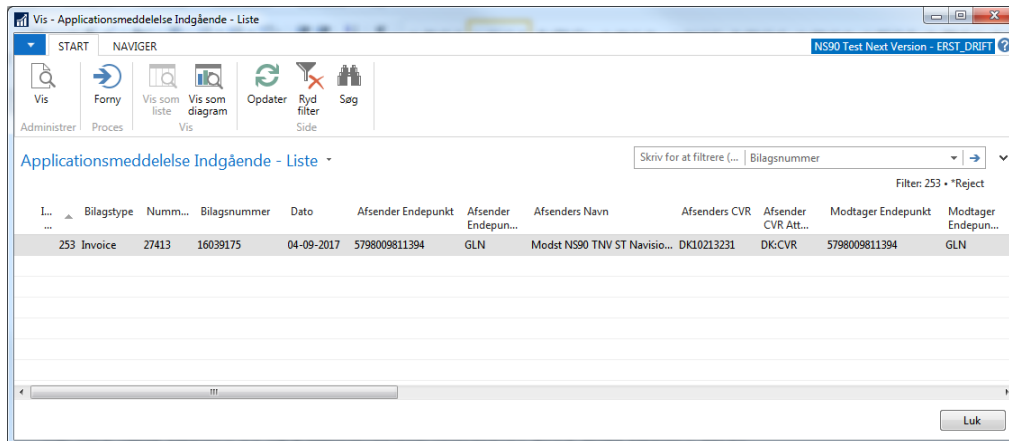 Vis - Applicationsmeddelelse Indgående - Liste
START NAVIGER NS90 Test Next Version - ERST_DRIFT
Vis Forny Vis som liste Vis som diagram Opdater Ryd filter Søg
Administrer Proces Vis Side
Applicationsmeddelelse Indgående - Liste Skriv for at filtrere (... Bilagsnummer
Filter: 253 • *Reject
I... ... Bilagstype Numm... Bilagsnummer Dato Afsender Endepunkt Afsender Endepun... Afsenders Navn Afsenders CVR Afsender CVR Att... Modtager Endepunkt Modtager Endepun...
253 Invoice 27413 16039175 04-09-2017 5798009811394 GLN Modst NS90 TNV ST Navisio... DK10213231 DK:CVR 5798009811394 GLN
Luk